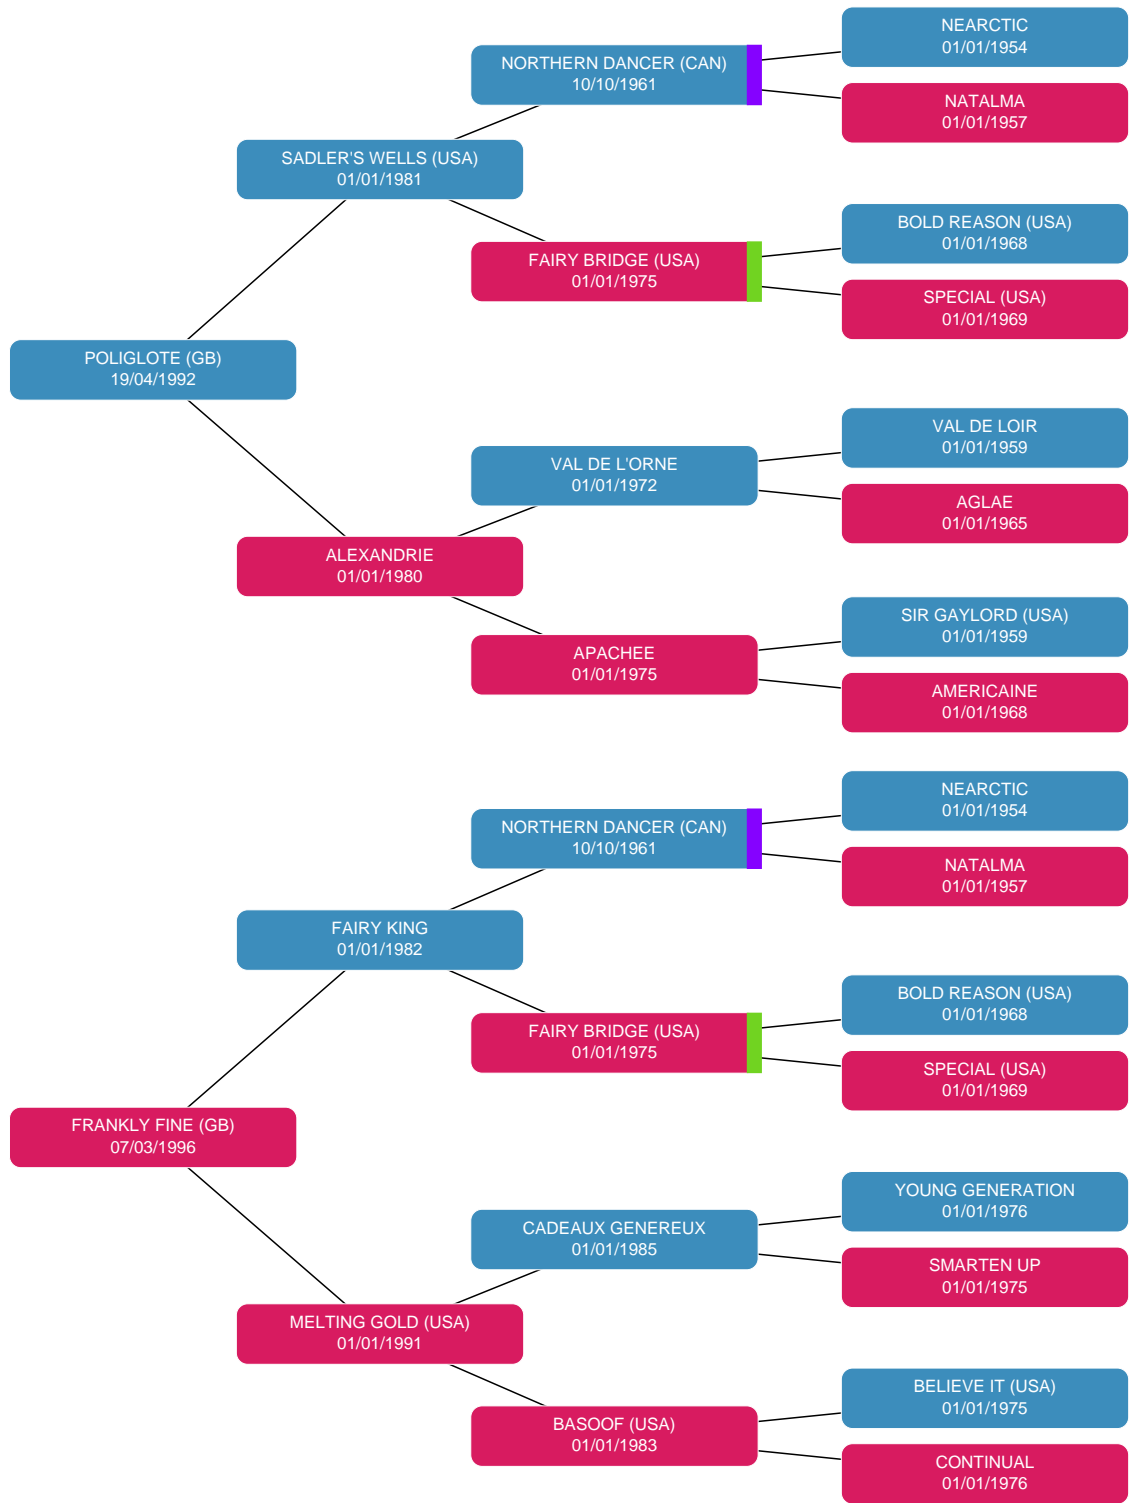 NEARCTIC
01/01/1954
NORTHERN DANCER (CAN)
10/10/1961
NATALMA
01/01/1957
SADLER'S WELLS (USA)
01/01/1981
BOLD REASON (USA)
01/01/1968
FAIRY BRIDGE (USA)
01/01/1975
SPECIAL (USA)
01/01/1969
POLIGLOTE (GB)
19/04/1992
VAL DE LOIR
01/01/1959
VAL DE L'ORNE
01/01/1972
AGLAE
01/01/1965
ALEXANDRIE
01/01/1980
SIR GAYLORD (USA)
01/01/1959
APACHEE
01/01/1975
AMERICAINE
01/01/1968
NEARCTIC
01/01/1954
NORTHERN DANCER (CAN)
10/10/1961
NATALMA
01/01/1957
FAIRY KING
01/01/1982
BOLD REASON (USA)
01/01/1968
FAIRY BRIDGE (USA)
01/01/1975
SPECIAL (USA)
01/01/1969
FRANKLY FINE (GB)
07/03/1996
YOUNG GENERATION
01/01/1976
CADEAUX GENEREUX
01/01/1985
SMARTEN UP
01/01/1975
MELTING GOLD (USA)
01/01/1991
BELIEVE IT (USA)
01/01/1975
BASOOF (USA)
01/01/1983
CONTINUAL
01/01/1976